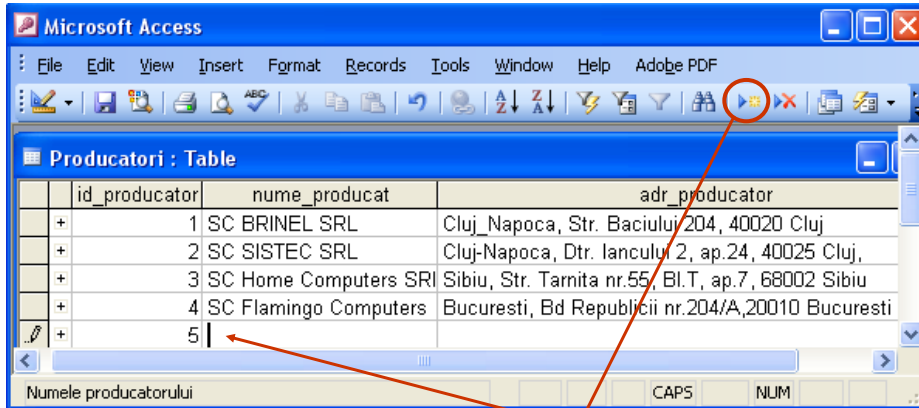 Microsoft Access
File Edit View Insert Format Records Tools Window Help Adobe PDF
ABC A Z Z A
Producatori : Table
id_producator nume_producat adr_producator
+ 1 SC BRINEL SRL Cluj_Napoca, Str. Baciului 204, 40020 Cluj
+ 2 SC SISTEC SRL Cluj-Napoca, Dtr. Iancului 2, ap.24, 40025 Cluj,
+ 3 SC Home Computers SRl Sibiu, Str. Tarnita nr.55, Bl.T, ap.7, 68002 Sibiu
+ 4 SC Flamingo Computers Bucuresti, Bd Republicii nr.204/A,20010 Bucuresti
+ 5
Numele producatorului CAPS NUM